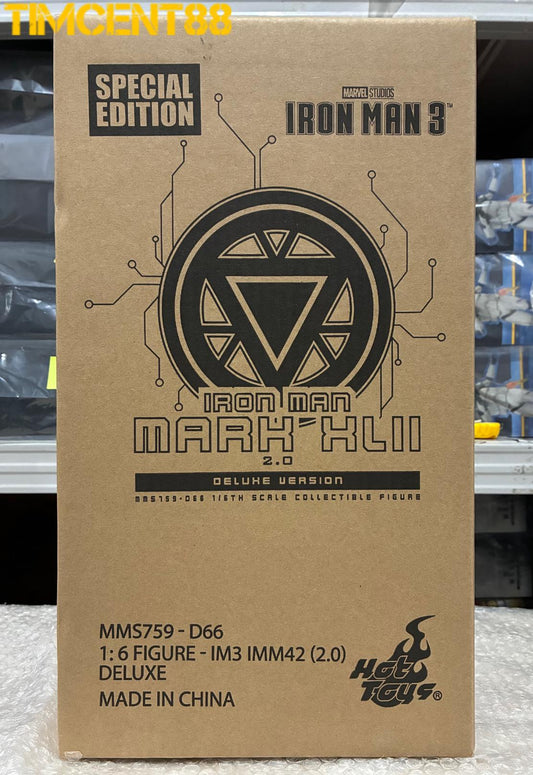 TIMCENT88
SPECIAL
EDITION
MARVEL STUDIOS
IRON MAN 3™
IRON MAN
MARK XLII
2.0
DELUXE VERSION
MMS759-D66 1/6TH SCALE COLLECTIBLE FIGURE
MMS759 - D66
1: 6 FIGURE - IM3 IMM42 (2.0)
DELUXE
MADE IN CHINA
Hot
Toys®